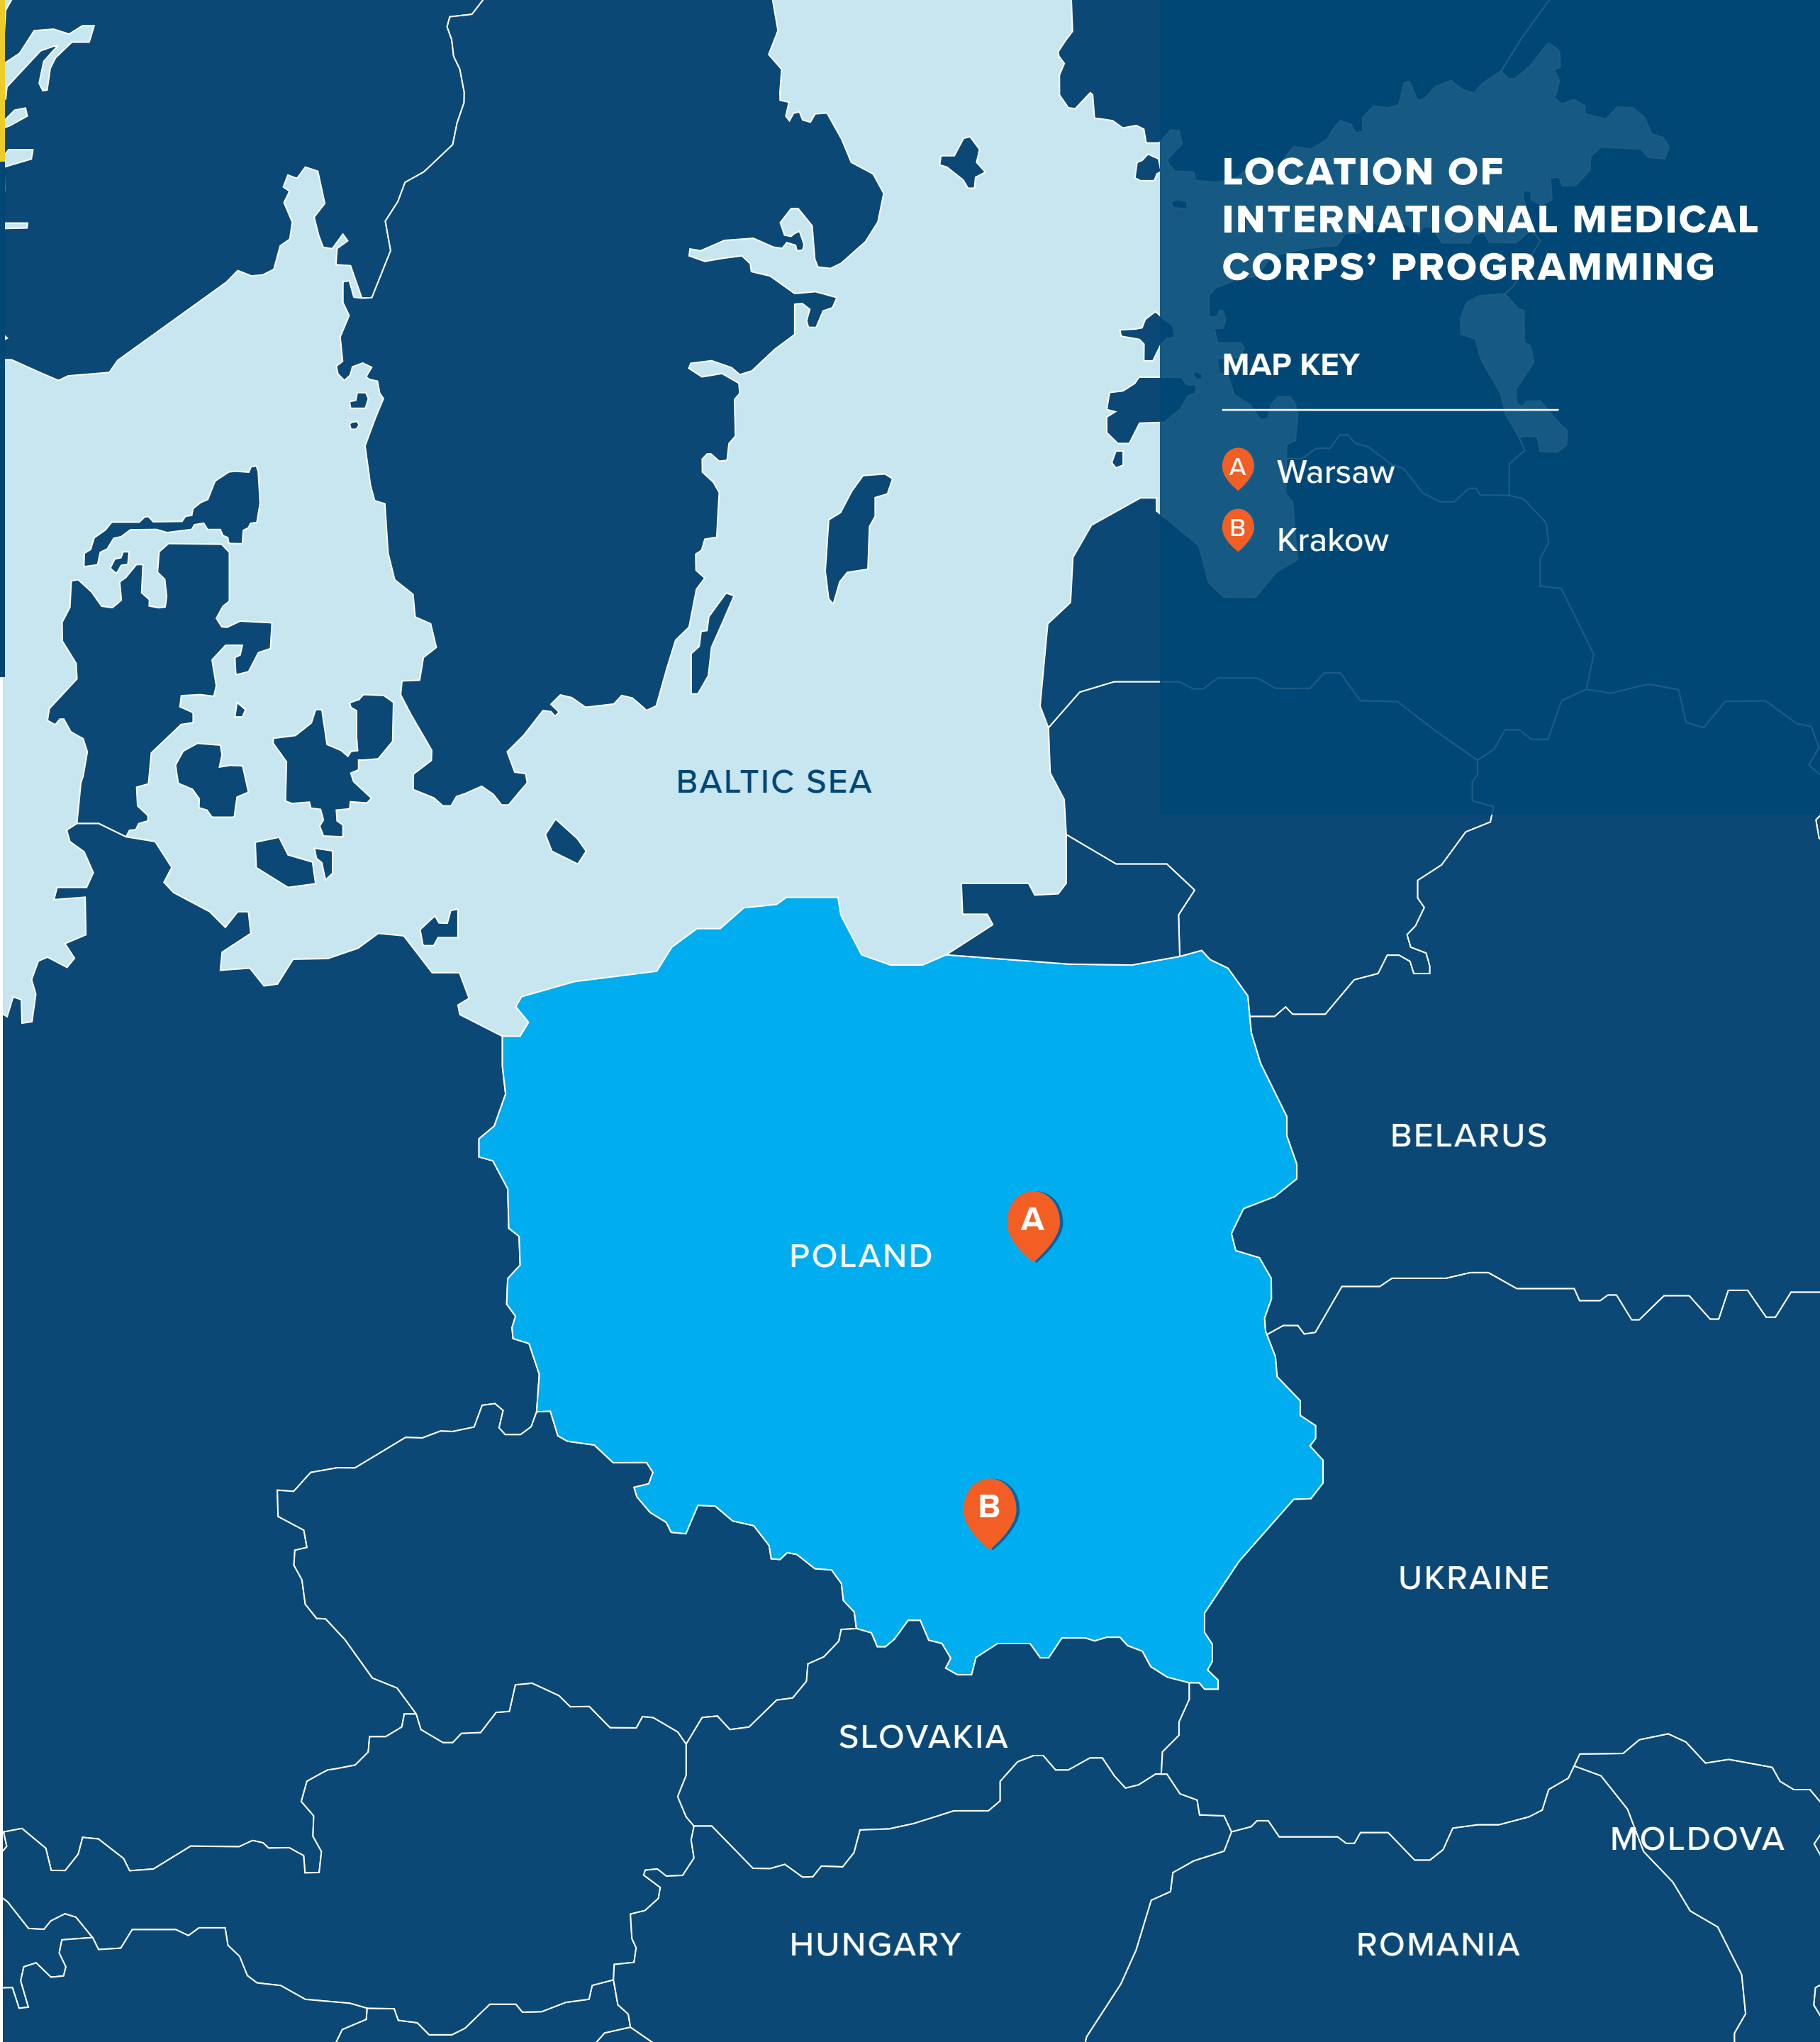 LOCATION OF
INTERNATIONAL MEDICAL
CORPS’ PROGRAMMING
MAP KEY
A Warsaw
B Krakow
BALTIC SEA
BELARUS
A
POLAND
B
UKRAINE
SLOVAKIA
MOLDOVA
HUNGARY
ROMANIA